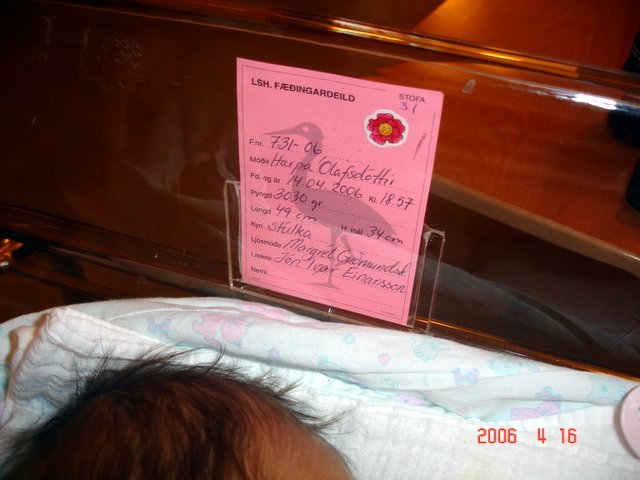 LSH, FÆÐINGARDEILD
STOFA
31
F.nr. 731-06
Móðir Harpa Ólafsdóttir
Fd. og ár 14.04.2006 Kl. 18.57
Þyngd 3030 gr.
Lengd 49 cm H.mál 34 cm
Kyn stúlka
Ljósmóðir Margrét Guðmundsd.
Læknir Jón Ívar Einarsson
Nemi
2006 4 16